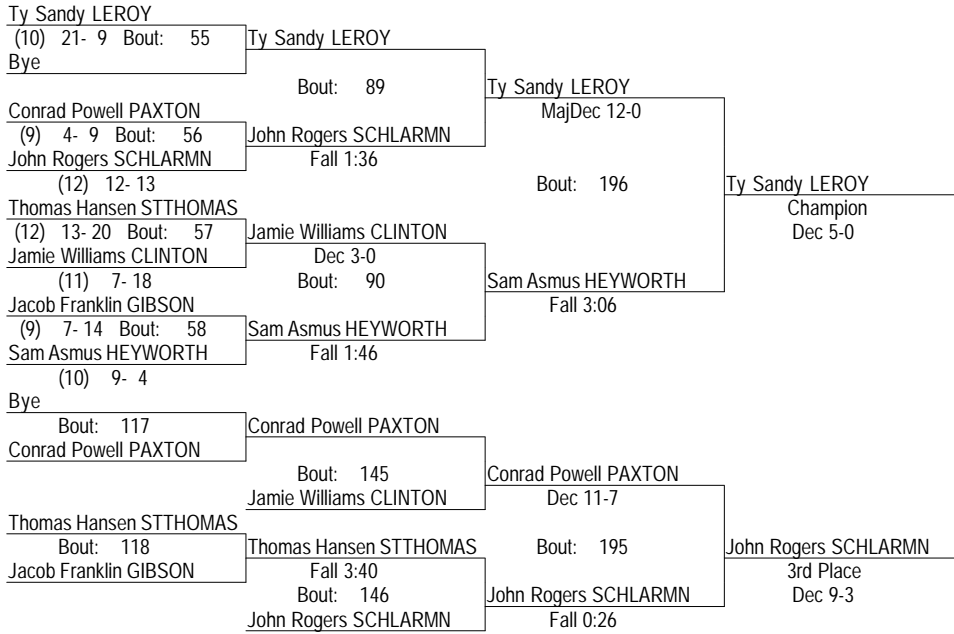 Ty Sandy LEROY
(10) 21- 9 Bout: 55
Bye
Ty Sandy LEROY
Bout: 89
Ty Sandy LEROY
MajDec 12-0
Conrad Powell PAXTON
(9) 4- 9 Bout: 56
John Rogers SCHLARMN
(12) 12- 13
John Rogers SCHLARMN
Fall 1:36
Bout: 196
Ty Sandy LEROY
Champion
Dec 5-0
Thomas Hansen STTHOMAS
(12) 13- 20 Bout: 57
Jamie Williams CLINTON
(11) 7- 18
Jamie Williams CLINTON
Dec 3-0
Bout: 90
Sam Asmus HEYWORTH
Fall 3:06
Jacob Franklin GIBSON
(9) 7- 14 Bout: 58
Sam Asmus HEYWORTH
(10) 9- 4
Sam Asmus HEYWORTH
Fall 1:46
Bye
Bout: 117
Conrad Powell PAXTON
Conrad Powell PAXTON
Bout: 145
Jamie Williams CLINTON
Conrad Powell PAXTON
Dec 11-7
Thomas Hansen STTHOMAS
Bout: 118
Jacob Franklin GIBSON
Thomas Hansen STTHOMAS
Fall 3:40
Bout: 146
John Rogers SCHLARMN
Bout: 195
John Rogers SCHLARMN
Fall 0:26
John Rogers SCHLARMN
3rd Place
Dec 9-3